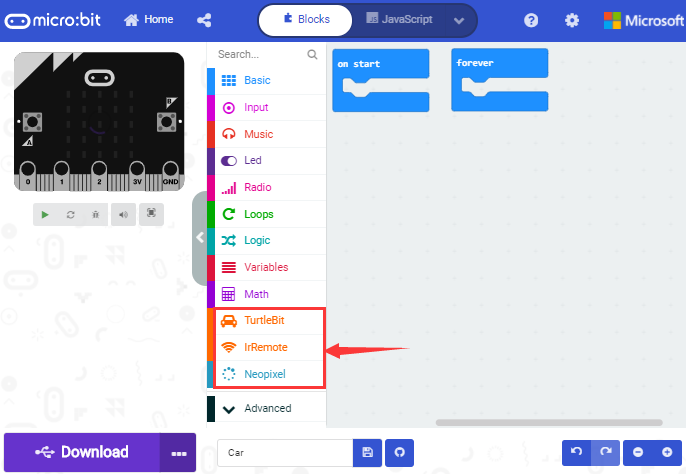 micro:bit
Home
Blocks
JavaScript
Microsoft
Search...
Basic
Input
Music
Led
Radio
Loops
Logic
Variables
Math
TurtleBit
IrRemote
Neopixel
Advanced
on start
forever
B
A
0 1 2 3V GND
Download
Car